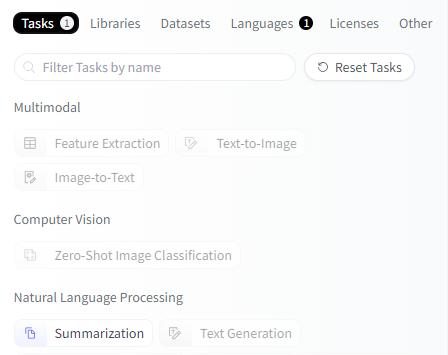 Tasks 1 Libraries Datasets Languages 1 Licenses Other
Filter Tasks by name Reset Tasks
Multimodal
Feature Extraction Text-to-Image
Image-to-Text
Computer Vision
Zero-Shot Image Classification
Natural Language Processing
Summarization Text Generation